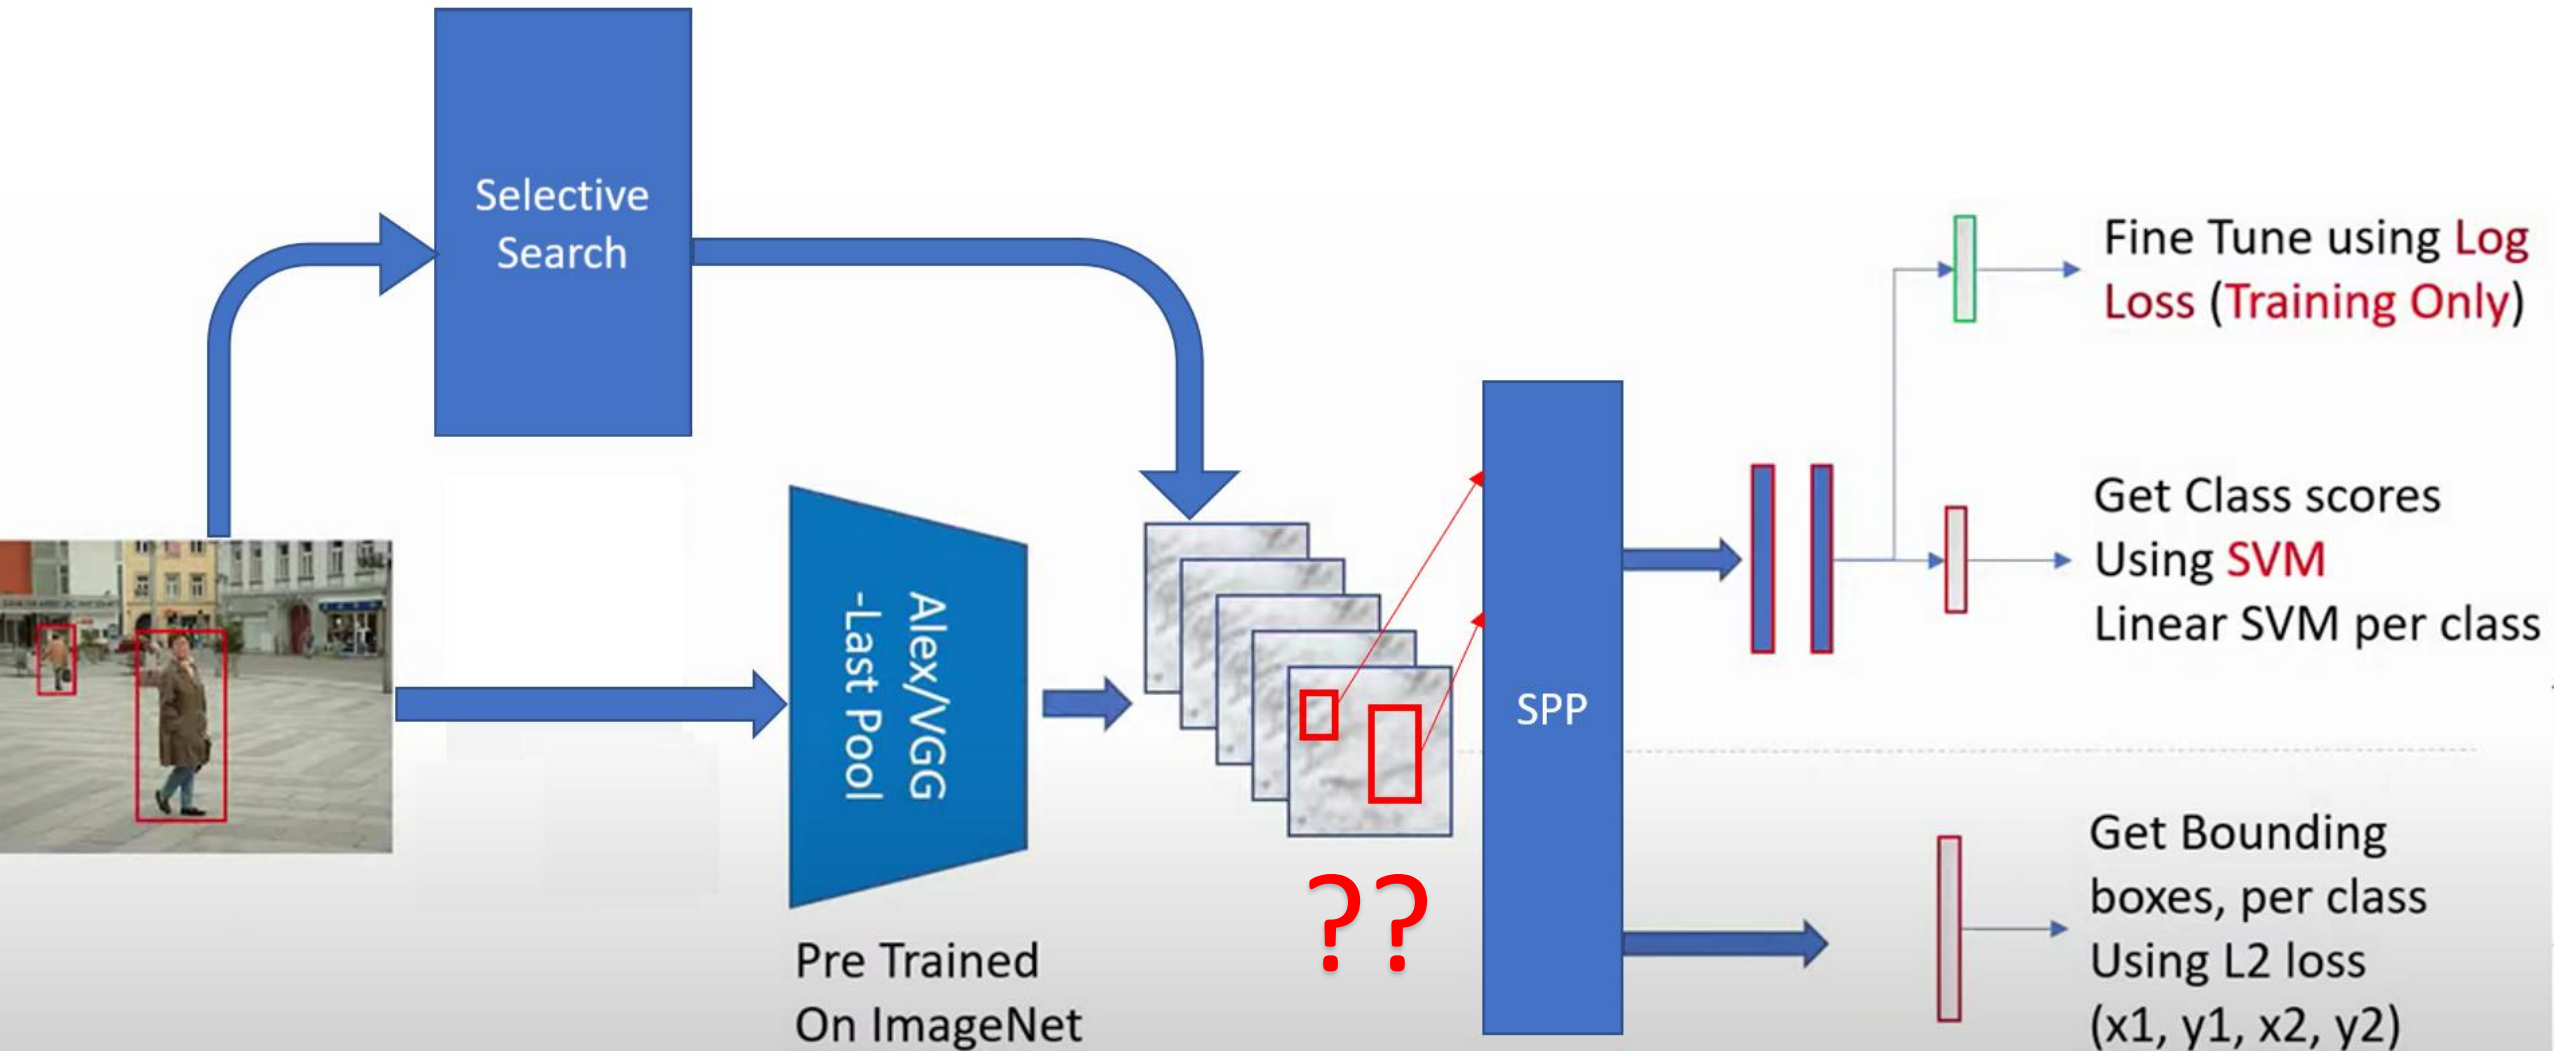 Selective
Search
Alex/VGG
-Last Pool
Pre Trained
On ImageNet
??
SPP
Fine Tune using Log
Loss (Training Only)
Get Class scores
Using SVM
Linear SVM per class
Get Bounding
boxes, per class
Using L2 loss
(x1, y1, x2, y2)